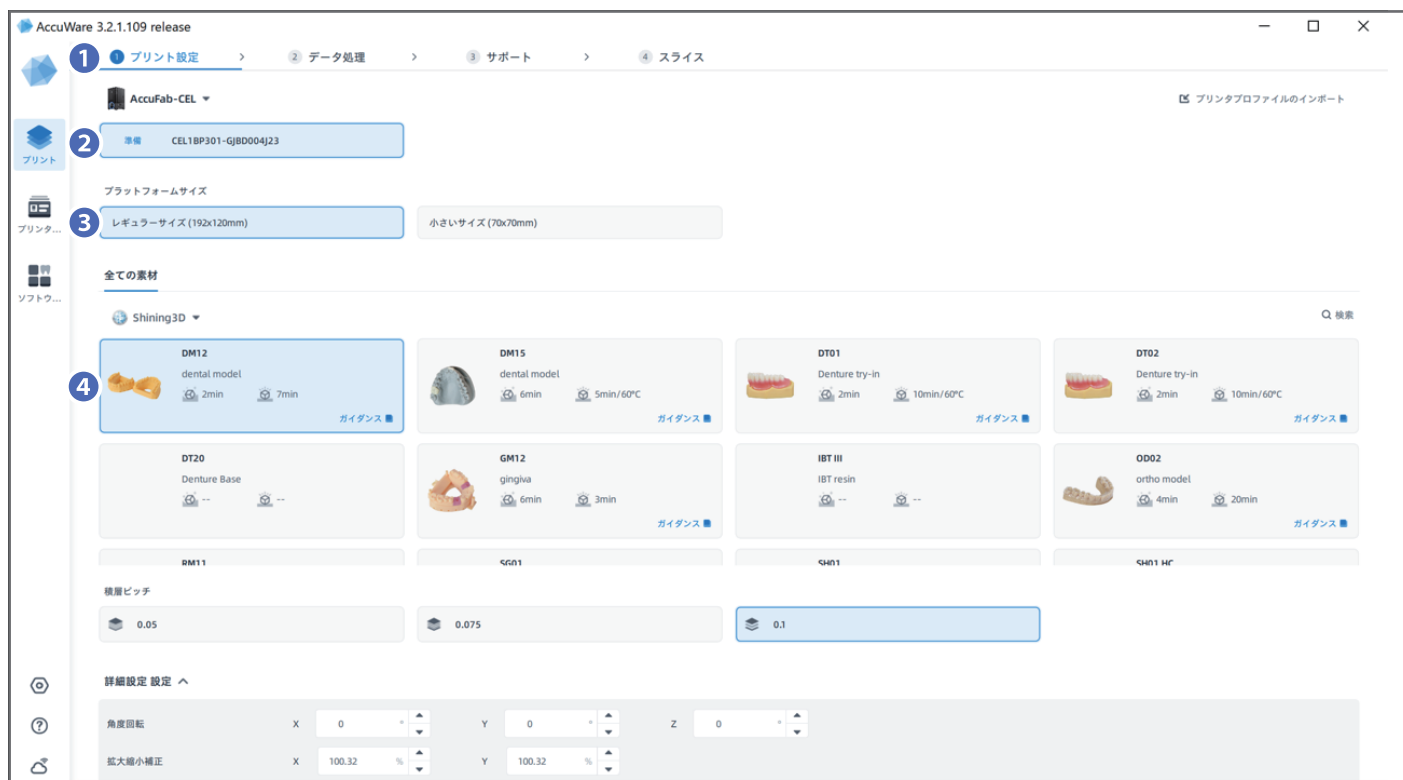 AccuWare 3.2.1.109 release
1 1 プリント設定 > 2 データ処理 > 3 サポート > 4 スライス
AccuFab-CEL プリンタプロファイルのインポート
2 準備 CEL1BP301-GJBD004J23
プリント
プラットフォームサイズ
3 レギュラーサイズ (192x120mm) 小さいサイズ (70x70mm)
プリンタ...
全ての素材
ソフトウ...
Shining3D 検索
DM12 DM15 DT01 DT02
dental model dental model Denture try-in Denture try-in
4 2min 7min 6min 5min/60°C 2min 10min/60°C 2min 10min/60°C
ガイダンス ガイダンス ガイダンス ガイダンス
DT20 GM12 IBT III OD02
Denture Base gingiva IBT resin ortho model
-- -- 6min 3min -- -- 4min 20min
ガイダンス ガイダンス
RM11 SG01 SH01 SH01 HC
積層ピッチ
0.05 0.075 0.1
詳細設定 設定
角度回転 X 0 ° Y 0 ° Z 0 °
拡大縮小補正 X 100.32 % Y 100.32 %